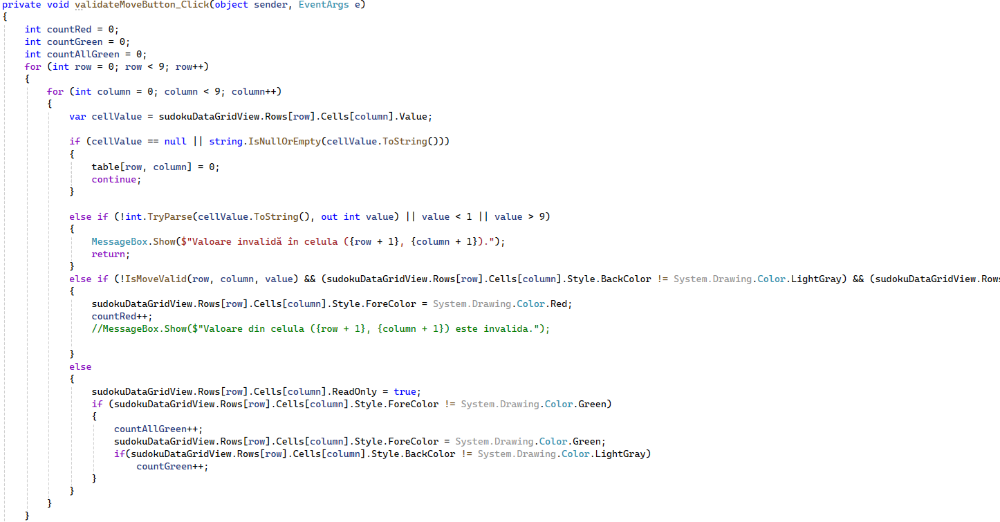 private void validateMoveButton_Click(object sender, EventArgs e)
{
    int countRed = 0;
    int countGreen = 0;
    int countAllGreen = 0;
    for (int row = 0; row < 9; row++)
    {
        for (int column = 0; column < 9; column++)
        {
            var cellValue = sudokuDataGridView.Rows[row].Cells[column].Value;
            if (cellValue == null || string.IsNullOrEmpty(cellValue.ToString()))
            {
                table[row, column] = 0;
                continue;
            }
            else if (!int.TryParse(cellValue.ToString(), out int value) || value < 1 || value > 9)
            {
                MessageBox.Show($"Valoare invalidă în celula ({row + 1}, {column + 1}).");
                return;
            }
            else if (!IsMoveValid(row, column, value) && (sudokuDataGridView.Rows[row].Cells[column].Style.BackColor != System.Drawing.Color.LightGray) && (sudokuDataGridView.Rows
            {
                sudokuDataGridView.Rows[row].Cells[column].Style.ForeColor = System.Drawing.Color.Red;
                countRed++;
                //MessageBox.Show($"Valoare din celula ({row + 1}, {column + 1}) este invalida.");
            }
            else
            {
                sudokuDataGridView.Rows[row].Cells[column].ReadOnly = true;
                if (sudokuDataGridView.Rows[row].Cells[column].Style.ForeColor != System.Drawing.Color.Green)
                {
                    countAllGreen++;
                    sudokuDataGridView.Rows[row].Cells[column].Style.ForeColor = System.Drawing.Color.Green;
                    if(sudokuDataGridView.Rows[row].Cells[column].Style.BackColor != System.Drawing.Color.LightGray)
                        countGreen++;
                }
            }
        }
    }